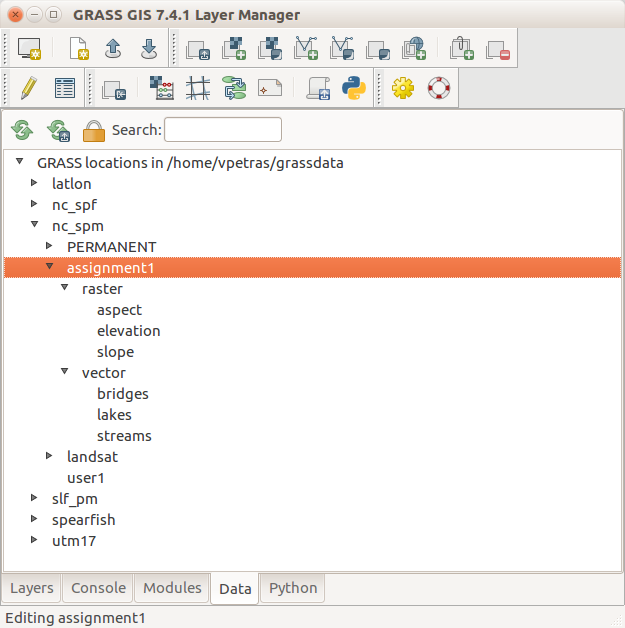 GRASS GIS 7.4.1 Layer Manager
Search:
GRASS locations in /home/vpetras/grassdata
latlon
nc_spf
nc_spm
PERMANENT
assignment1
raster
aspect
elevation
slope
vector
bridges
lakes
streams
landsat
user1
slf_pm
spearfish
utm17
Layers Console Modules Data Python
Editing assignment1